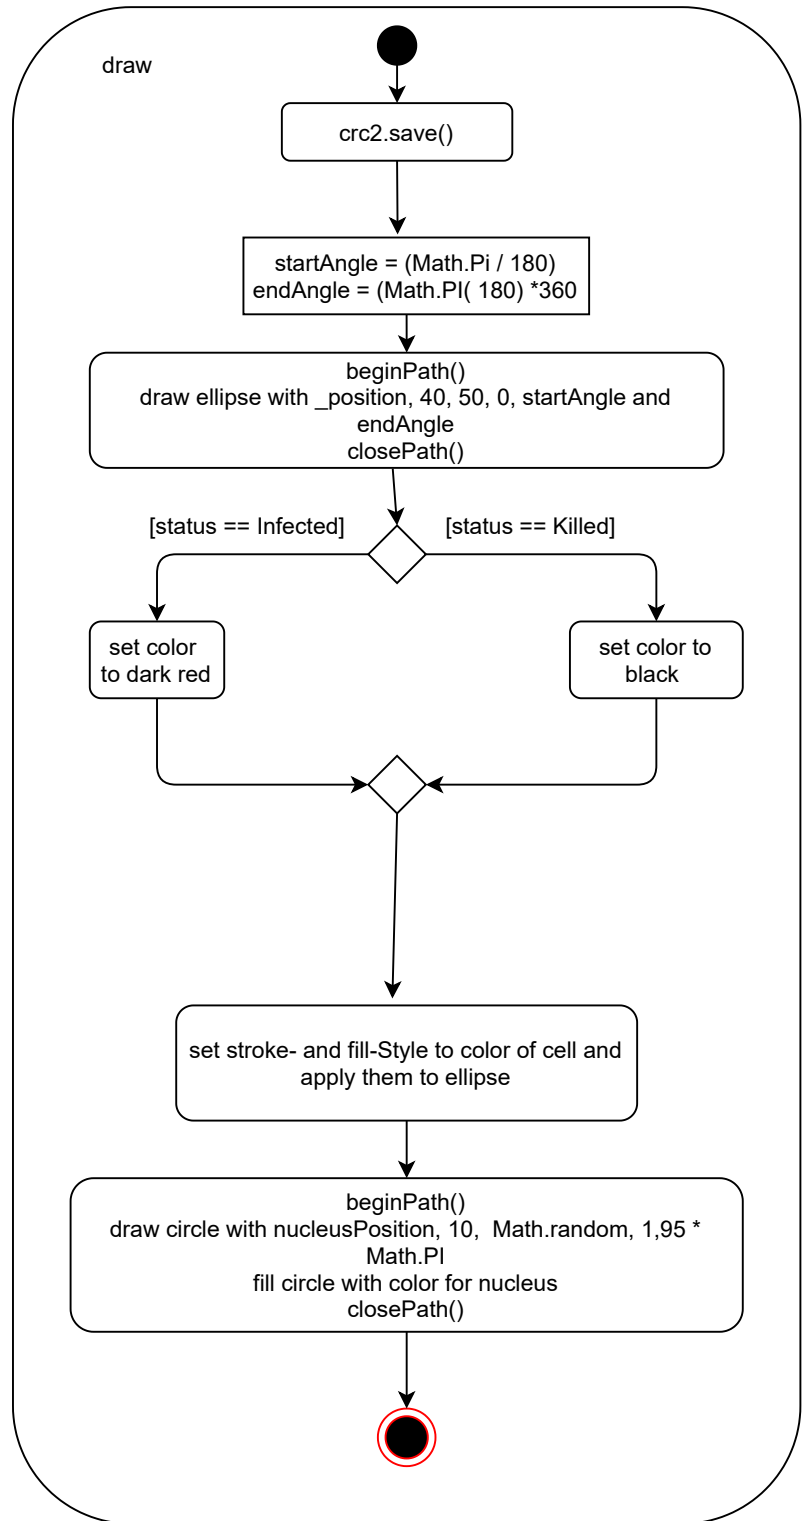 draw
crc2.save()
startAngle = (Math.Pi / 180)
endAngle = (Math.PI( 180) *360
beginPath()
draw ellipse with _position, 40, 50, 0, startAngle and
endAngle
closePath()
[status == Infected]
[status == Killed]
set color
to dark red
set color to
black
set stroke- and fill-Style to color of cell and
apply them to ellipse
beginPath()
draw circle with nucleusPosition, 10,  Math.random, 1,95 *
Math.PI
fill circle with color for nucleus
closePath()